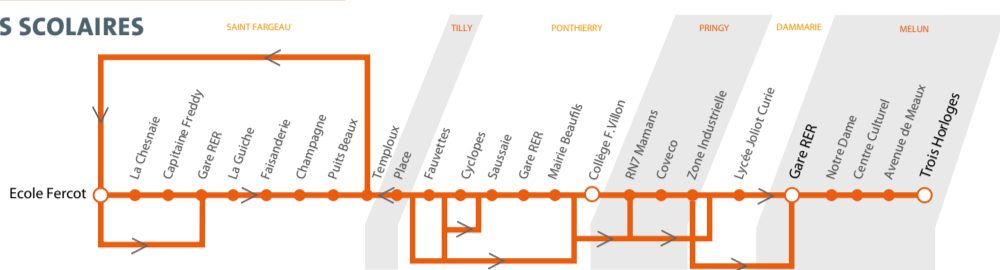 S SCOLAIRES
SAINT FARGEAU
TILLY
PONTHIERRY
PRINGY
DAMMARIE
MELUN
Ecole Fercot
La Chesnaie
Capitaine Freddy
Gare RER
La Guiche
Faisanderie
Champagne
Puits Beaux
Temploux
Place
Fauvettes
Cyclopes
Saussaie
Gare RER
Mairie Beaufils
Collège F.Villon
RN7 Mamans
Coveco
Zone Industrielle
Lycée Joliot Curie
Gare RER
Notre Dame
Centre Culturel
Avenue de Meaux
Trois Horloges